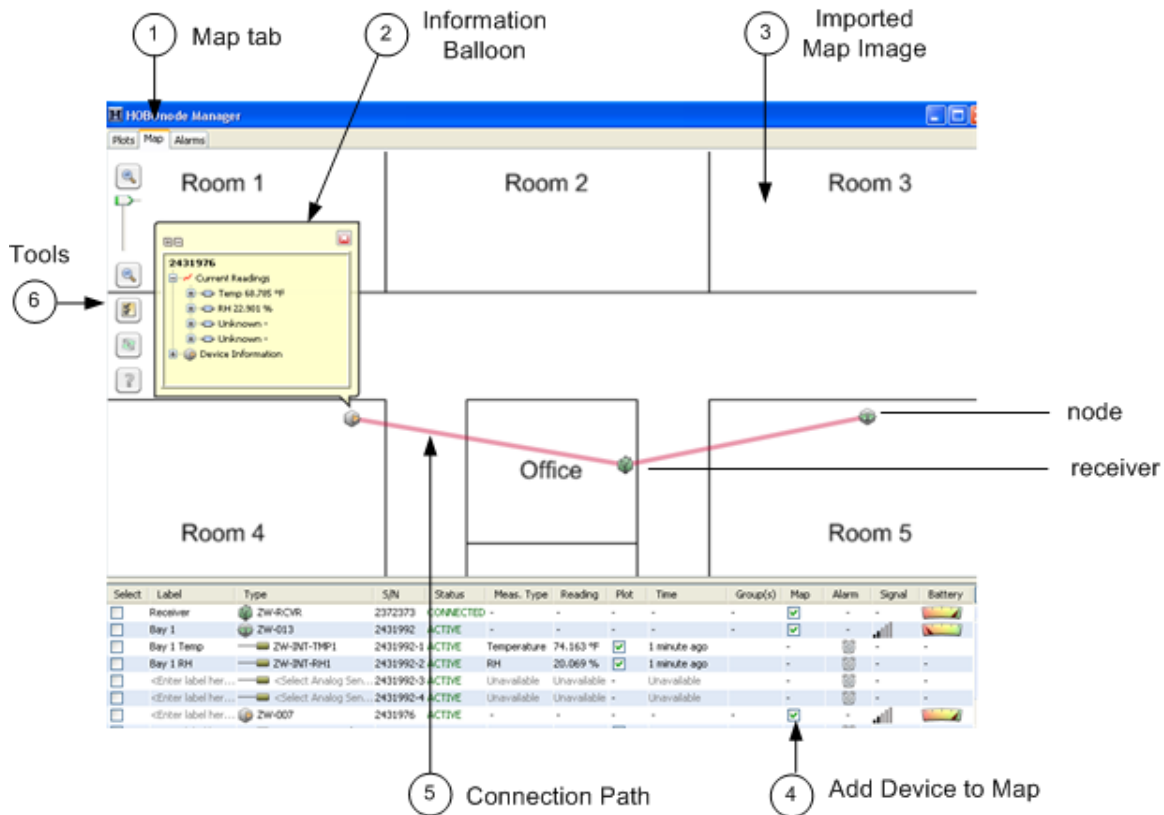 1 Map tab
2 Information Balloon
3 Imported Map Image
HOBOnode Manager
Plots Map Alarms
Room 1 Room 2 Room 3
Tools
6
2431976
Current Readings
Temp 68.785 °F
RH 22.901 %
Unknown -
Unknown -
Device Information
node
receiver
Office
Room 4 Room 5
Select Label Type S/N Status Meas. Type Reading Plot Time Group(s) Map Alarm Signal Battery
Receiver ZW-RCVR 2372373 CONNECTED - - - - - - -
Bay 1 ZW-013 2431992 ACTIVE - - - - - -
Bay 1 Temp ZW-INT-TMP1 2431992-1 ACTIVE Temperature 74.163 °F 1 minute ago - - -
Bay 1 RH ZW-INT-RH1 2431992-2 ACTIVE RH 20.069 % 1 minute ago - - -
<Enter label her... <Select Analog Sen... 2431992-3 ACTIVE Unavailable Unavailable - Unavailable - - -
<Enter label her... <Select Analog Sen... 2431992-4 ACTIVE Unavailable Unavailable - Unavailable - - -
<Enter label her... ZW-007 2431976 ACTIVE - - - - - -
5 Connection Path
4 Add Device to Map